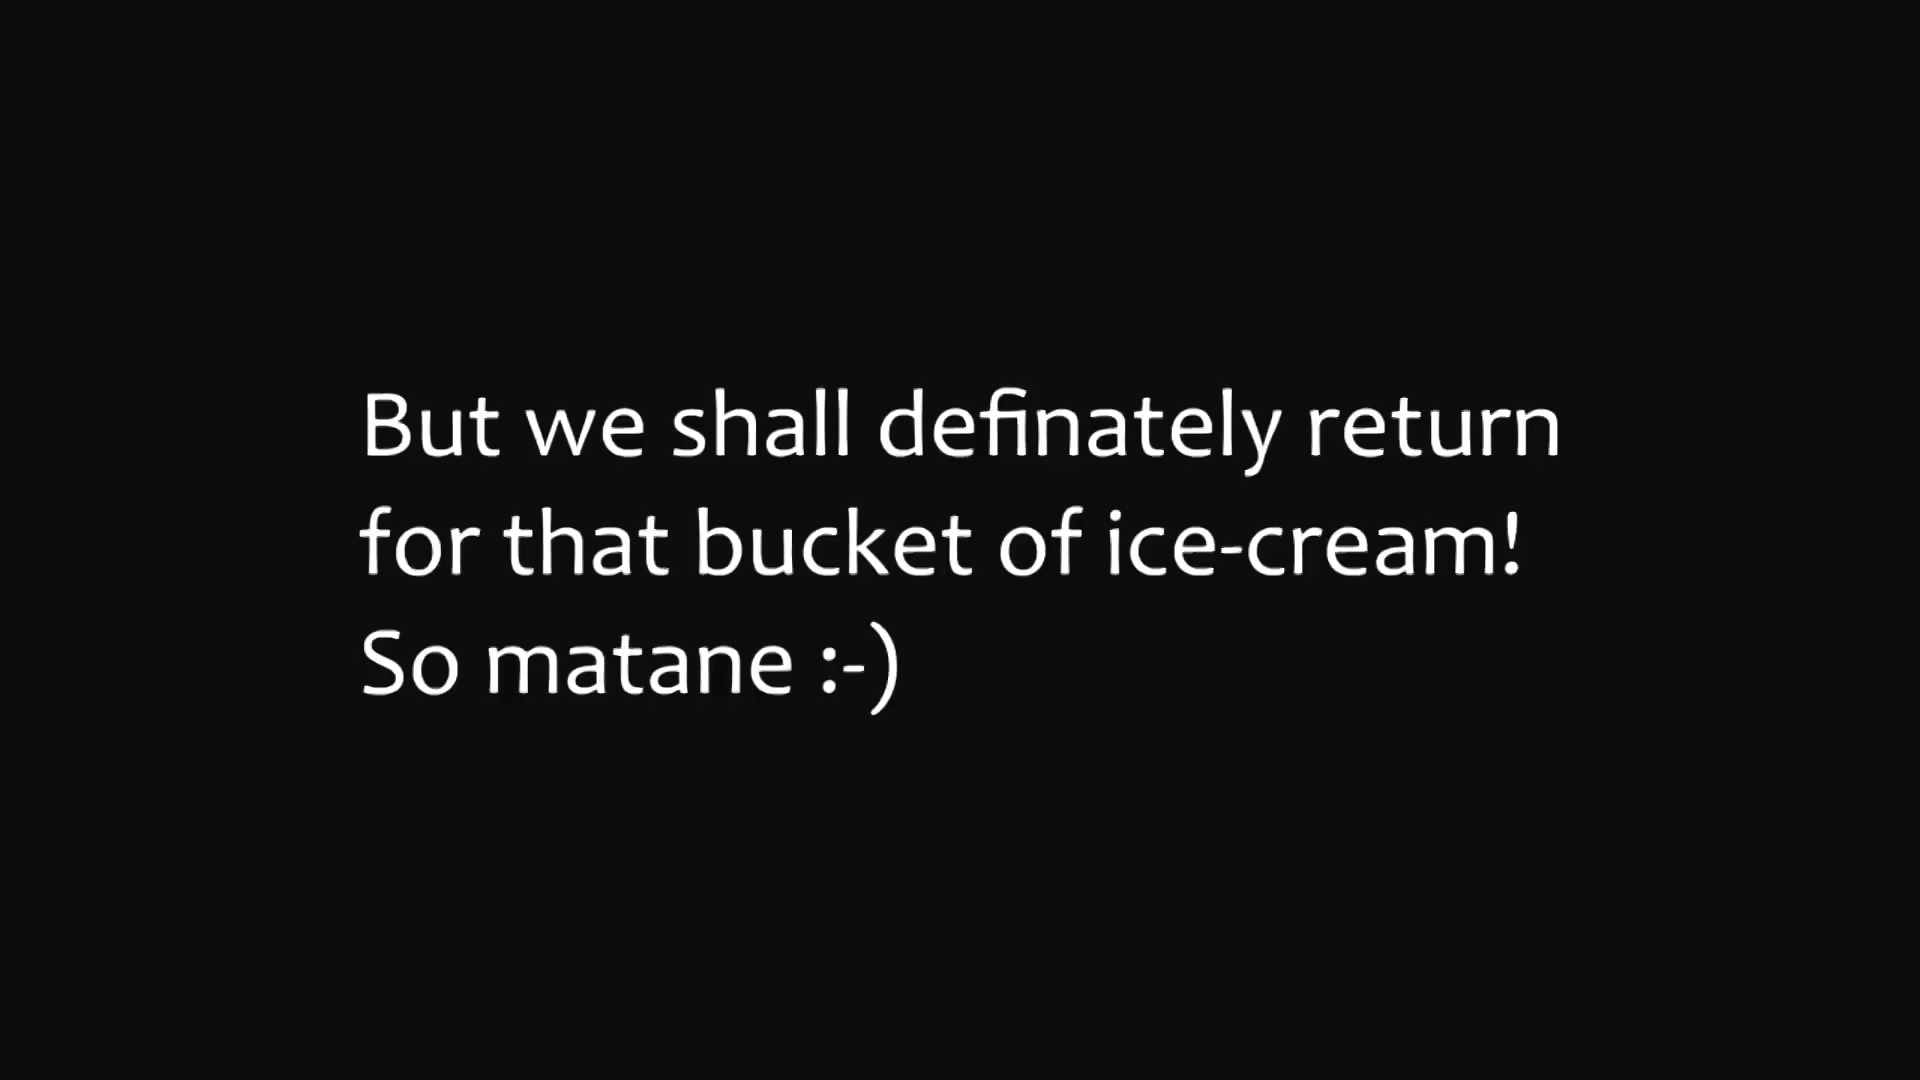 But we shall definately return
for that bucket of ice-cream!
So matane :-)